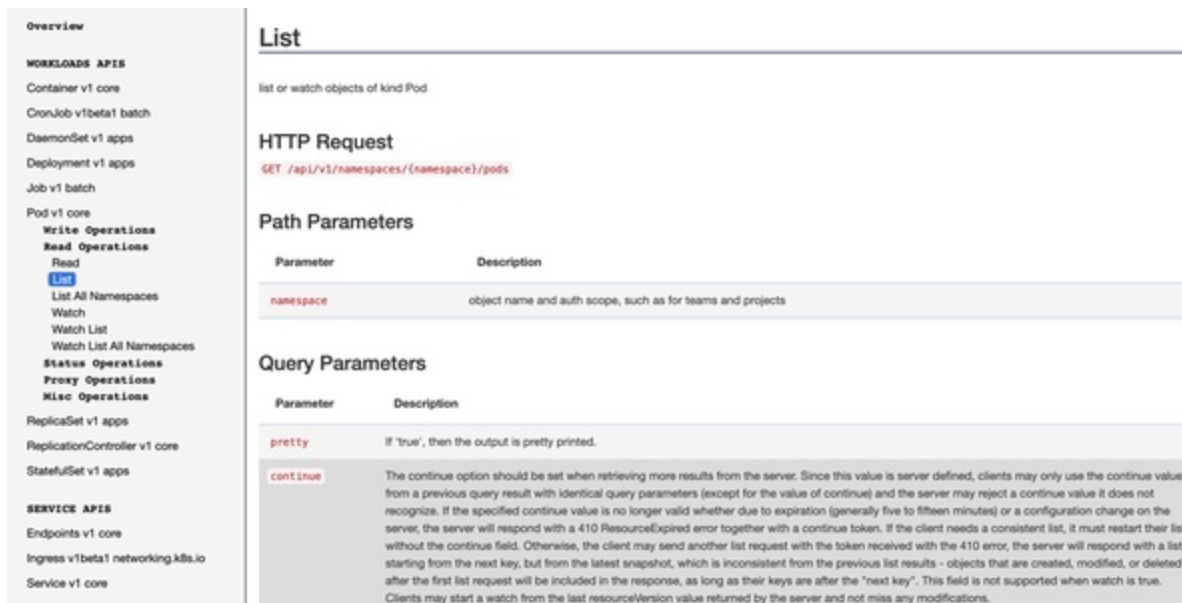 Overview
WORKLOADS APIS
Container v1 core
CronJob v1beta1 batch
DaemonSet v1 apps
Deployment v1 apps
Job v1 batch
Pod v1 core
Write Operations
Read Operations
Read
List
List All Namespaces
Watch
Watch List
Watch List All Namespaces
Status Operations
Proxy Operations
Misc Operations
ReplicaSet v1 apps
ReplicationController v1 core
StatefulSet v1 apps
SERVICE APIS
Endpoints v1 core
Ingress v1beta1 networking.k8s.io
Service v1 core
List
list or watch objects of kind Pod
HTTP Request
GET /api/v1/namespaces/{namespace}/pods
Path Parameters
Parameter Description
namespace object name and auth scope, such as for teams and projects
Query Parameters
Parameter Description
pretty If 'true', then the output is pretty printed.
continue The continue option should be set when retrieving more results from the server. Since this value is server defined, clients may only use the continue value
from a previous query result with identical query parameters (except for the value of continue) and the server may reject a continue value it does not
recognize. If the specified continue value is no longer valid whether due to expiration (generally five to fifteen minutes) or a configuration change on the
server, the server will respond with a 410 ResourceExpired error together with a continue token. If the client needs a consistent list, it must restart their list
without the continue field. Otherwise, the client may send another list request with the token received with the 410 error, the server will respond with a list
starting from the next key, but from the latest snapshot, which is inconsistent from the previous list results - objects that are created, modified, or deleted
after the first list request will be included in the response, as long as their keys are after the "next key". This field is not supported when watch is true.
Clients may start a watch from the last resourceVersion value returned by the server and not miss any modifications.